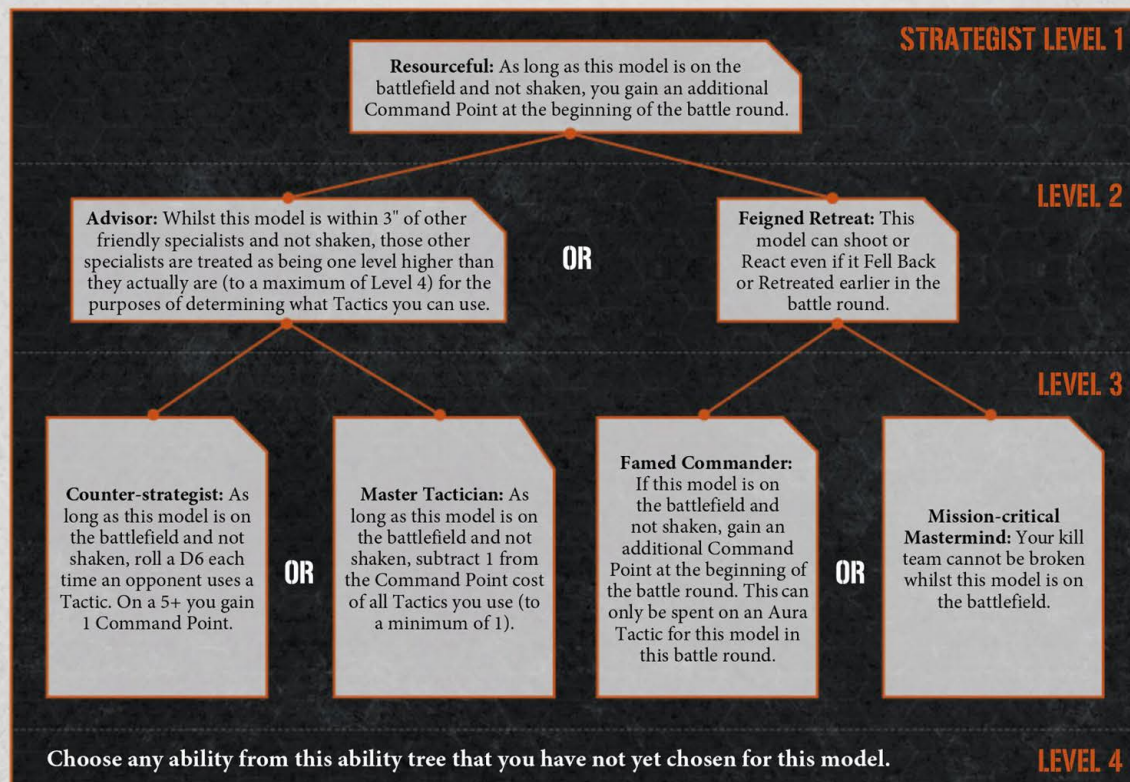 STRATEGIST LEVEL 1
Resourceful: As long as this model is on the
battlefield and not shaken, you gain an additional
Command Point at the beginning of the battle round.
LEVEL 2
Advisor: Whilst this model is within 3" of other
friendly specialists and not shaken, those other
specialists are treated as being one level higher than
they actually are (to a maximum of Level 4) for the
purposes of determining what Tactics you can use.
OR
Feigned Retreat: This
model can shoot or
React even if it Fell Back
or Retreated earlier in the
battle round.
LEVEL 3
Counter-strategist: As
long as this model is on
the battlefield and not
shaken, roll a D6 each
time an opponent uses a
Tactic. On a 5+ you gain
1 Command Point.
OR
Master Tactician: As
long as this model is on
the battlefield and not
shaken, subtract 1 from
the Command Point cost
of all Tactics you use (to
a minimum of 1).
Famed Commander:
If this model is on
the battlefield and
not shaken, gain an
additional Command
Point at the beginning of
the battle round. This can
only be spent on an Aura
Tactic for this model in
this battle round.
OR
Mission-critical
Mastermind: Your kill
team cannot be broken
whilst this model is on
the battlefield.
Choose any ability from this ability tree that you have not yet chosen for this model.
LEVEL 4